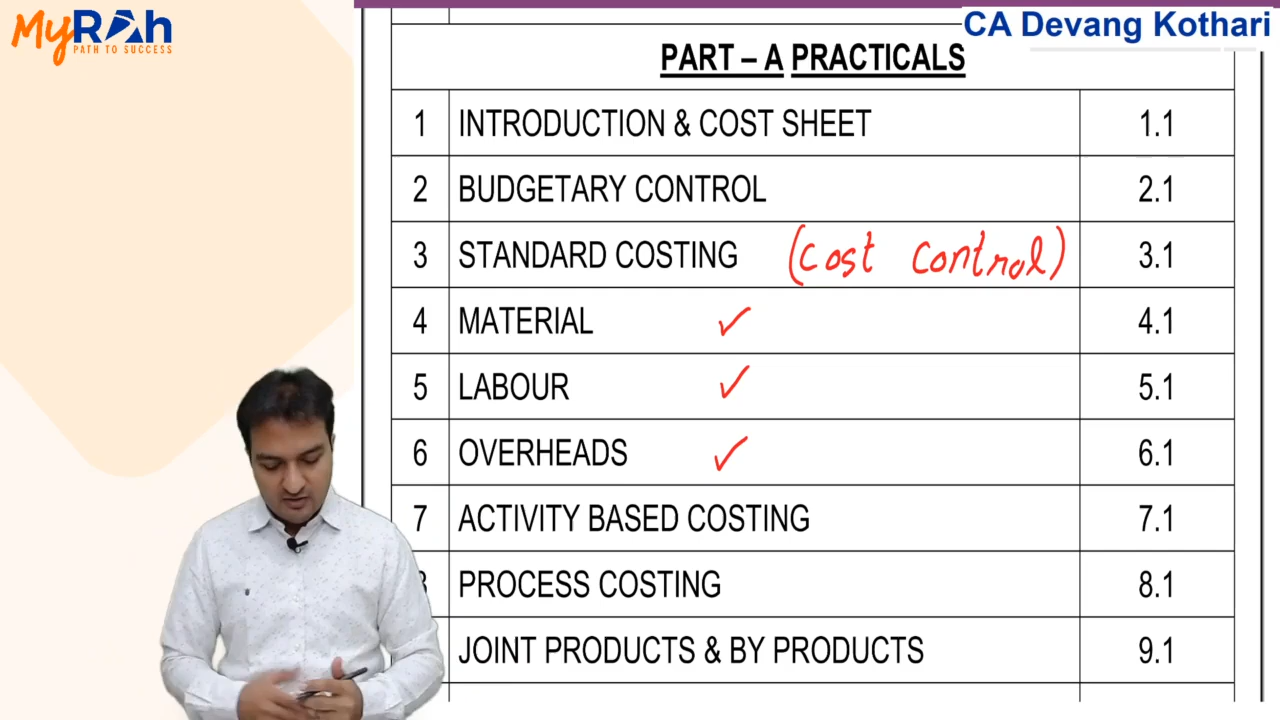 MyRAh
PATH TO SUCCESS
CA Devang Kothari
PART – A PRACTICALS
1 INTRODUCTION & COST SHEET 1.1
2 BUDGETARY CONTROL 2.1
3 STANDARD COSTING (Cost control) 3.1
4 MATERIAL ✓ 4.1
5 LABOUR ✓ 5.1
6 OVERHEADS ✓ 6.1
7 ACTIVITY BASED COSTING 7.1
PROCESS COSTING 8.1
JOINT PRODUCTS & BY PRODUCTS 9.1